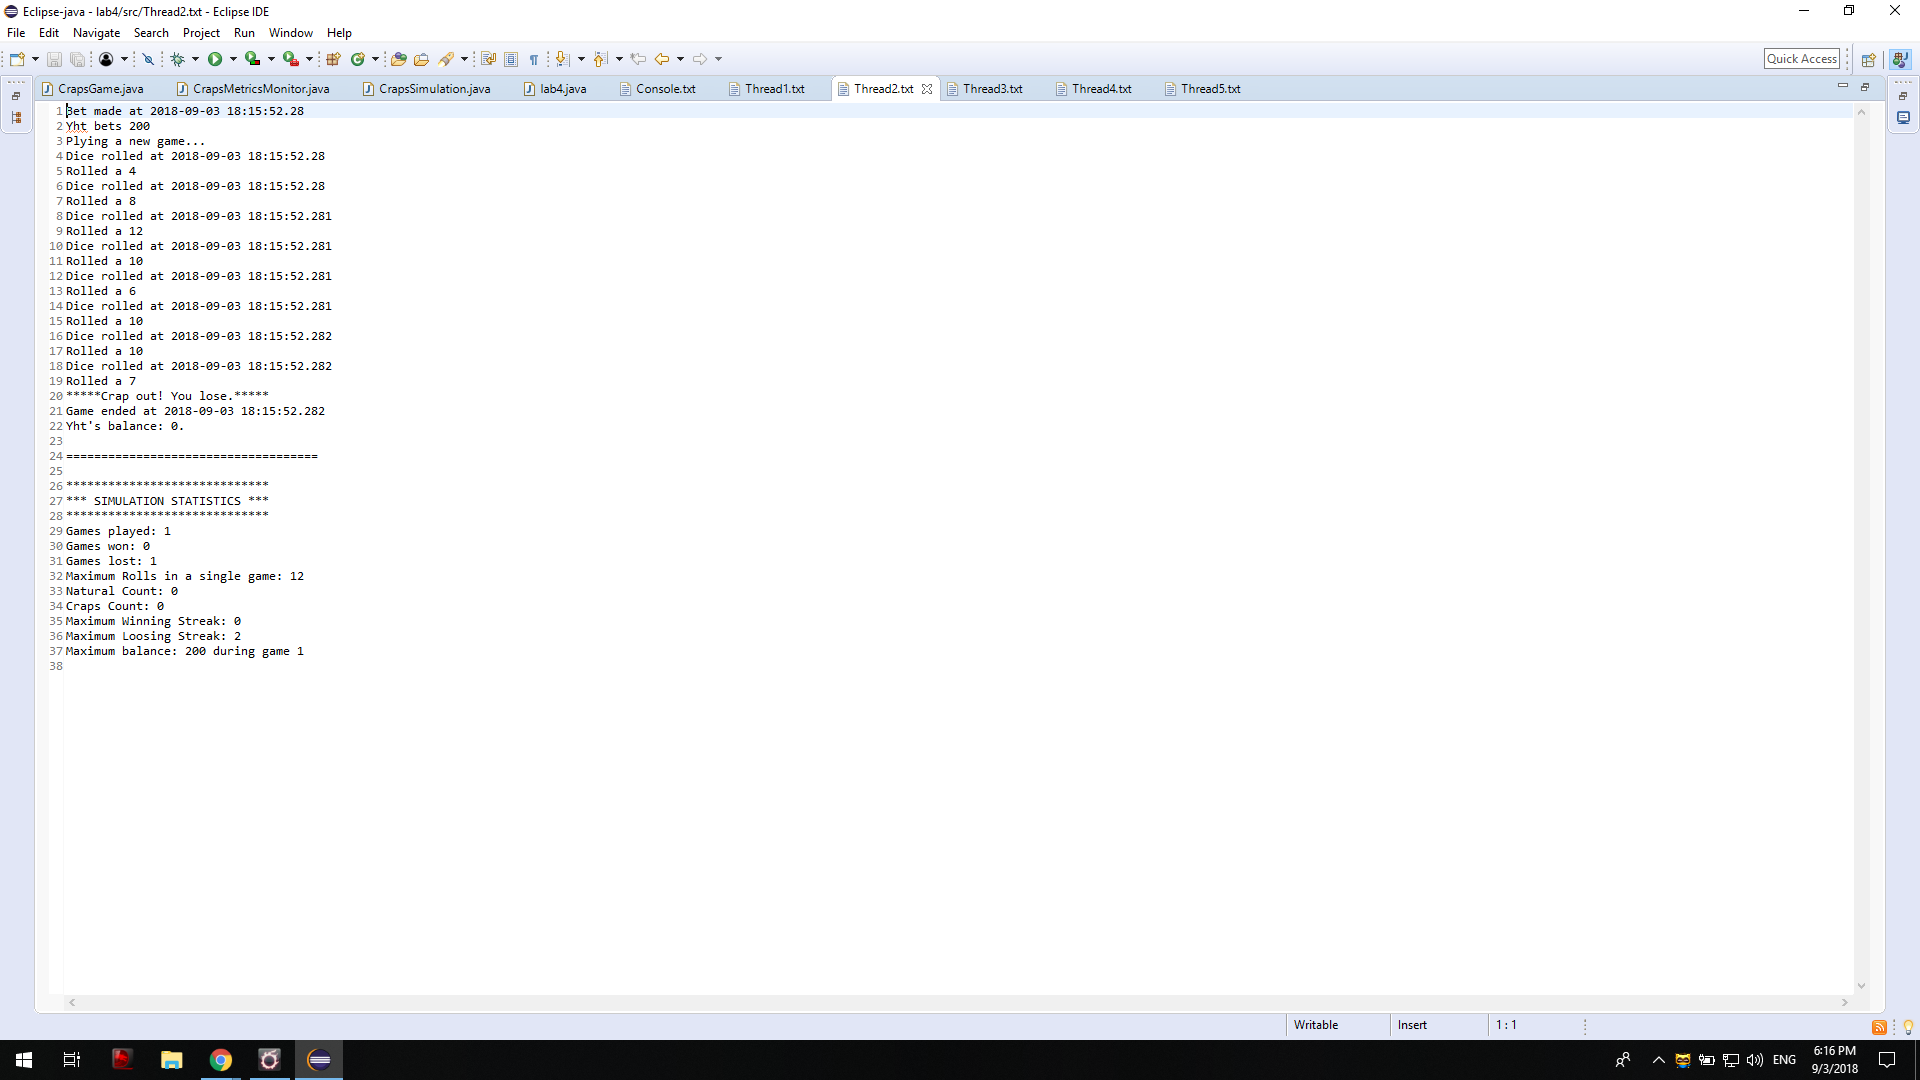 Eclipse-java - lab4/src/Thread2.txt - Eclipse IDE
File Edit Navigate Search Project Run Window Help
Quick Access
CrapsGame.java CrapsMetricsMonitor.java CrapsSimulation.java lab4.java Console.txt Thread1.txt Thread2.txt Thread3.txt Thread4.txt Thread5.txt
1 Bet made at 2018-09-03 18:15:52.28
2 Yht bets 200
3 Plying a new game...
4 Dice rolled at 2018-09-03 18:15:52.28
5 Rolled a 4
6 Dice rolled at 2018-09-03 18:15:52.28
7 Rolled a 8
8 Dice rolled at 2018-09-03 18:15:52.281
9 Rolled a 12
10 Dice rolled at 2018-09-03 18:15:52.281
11 Rolled a 10
12 Dice rolled at 2018-09-03 18:15:52.281
13 Rolled a 6
14 Dice rolled at 2018-09-03 18:15:52.281
15 Rolled a 10
16 Dice rolled at 2018-09-03 18:15:52.282
17 Rolled a 10
18 Dice rolled at 2018-09-03 18:15:52.282
19 Rolled a 7
20 *****Crap out! You lose.*****
21 Game ended at 2018-09-03 18:15:52.282
22 Yht's balance: 0.
23
24 ====================================
25
26 *****************************
27 *** SIMULATION STATISTICS ***
28 *****************************
29 Games played: 1
30 Games won: 0
31 Games lost: 1
32 Maximum Rolls in a single game: 12
33 Natural Count: 0
34 Craps Count: 0
35 Maximum Winning Streak: 0
36 Maximum Loosing Streak: 2
37 Maximum balance: 200 during game 1
38
Writable Insert 1 : 1
ENG 6:16 PM
9/3/2018